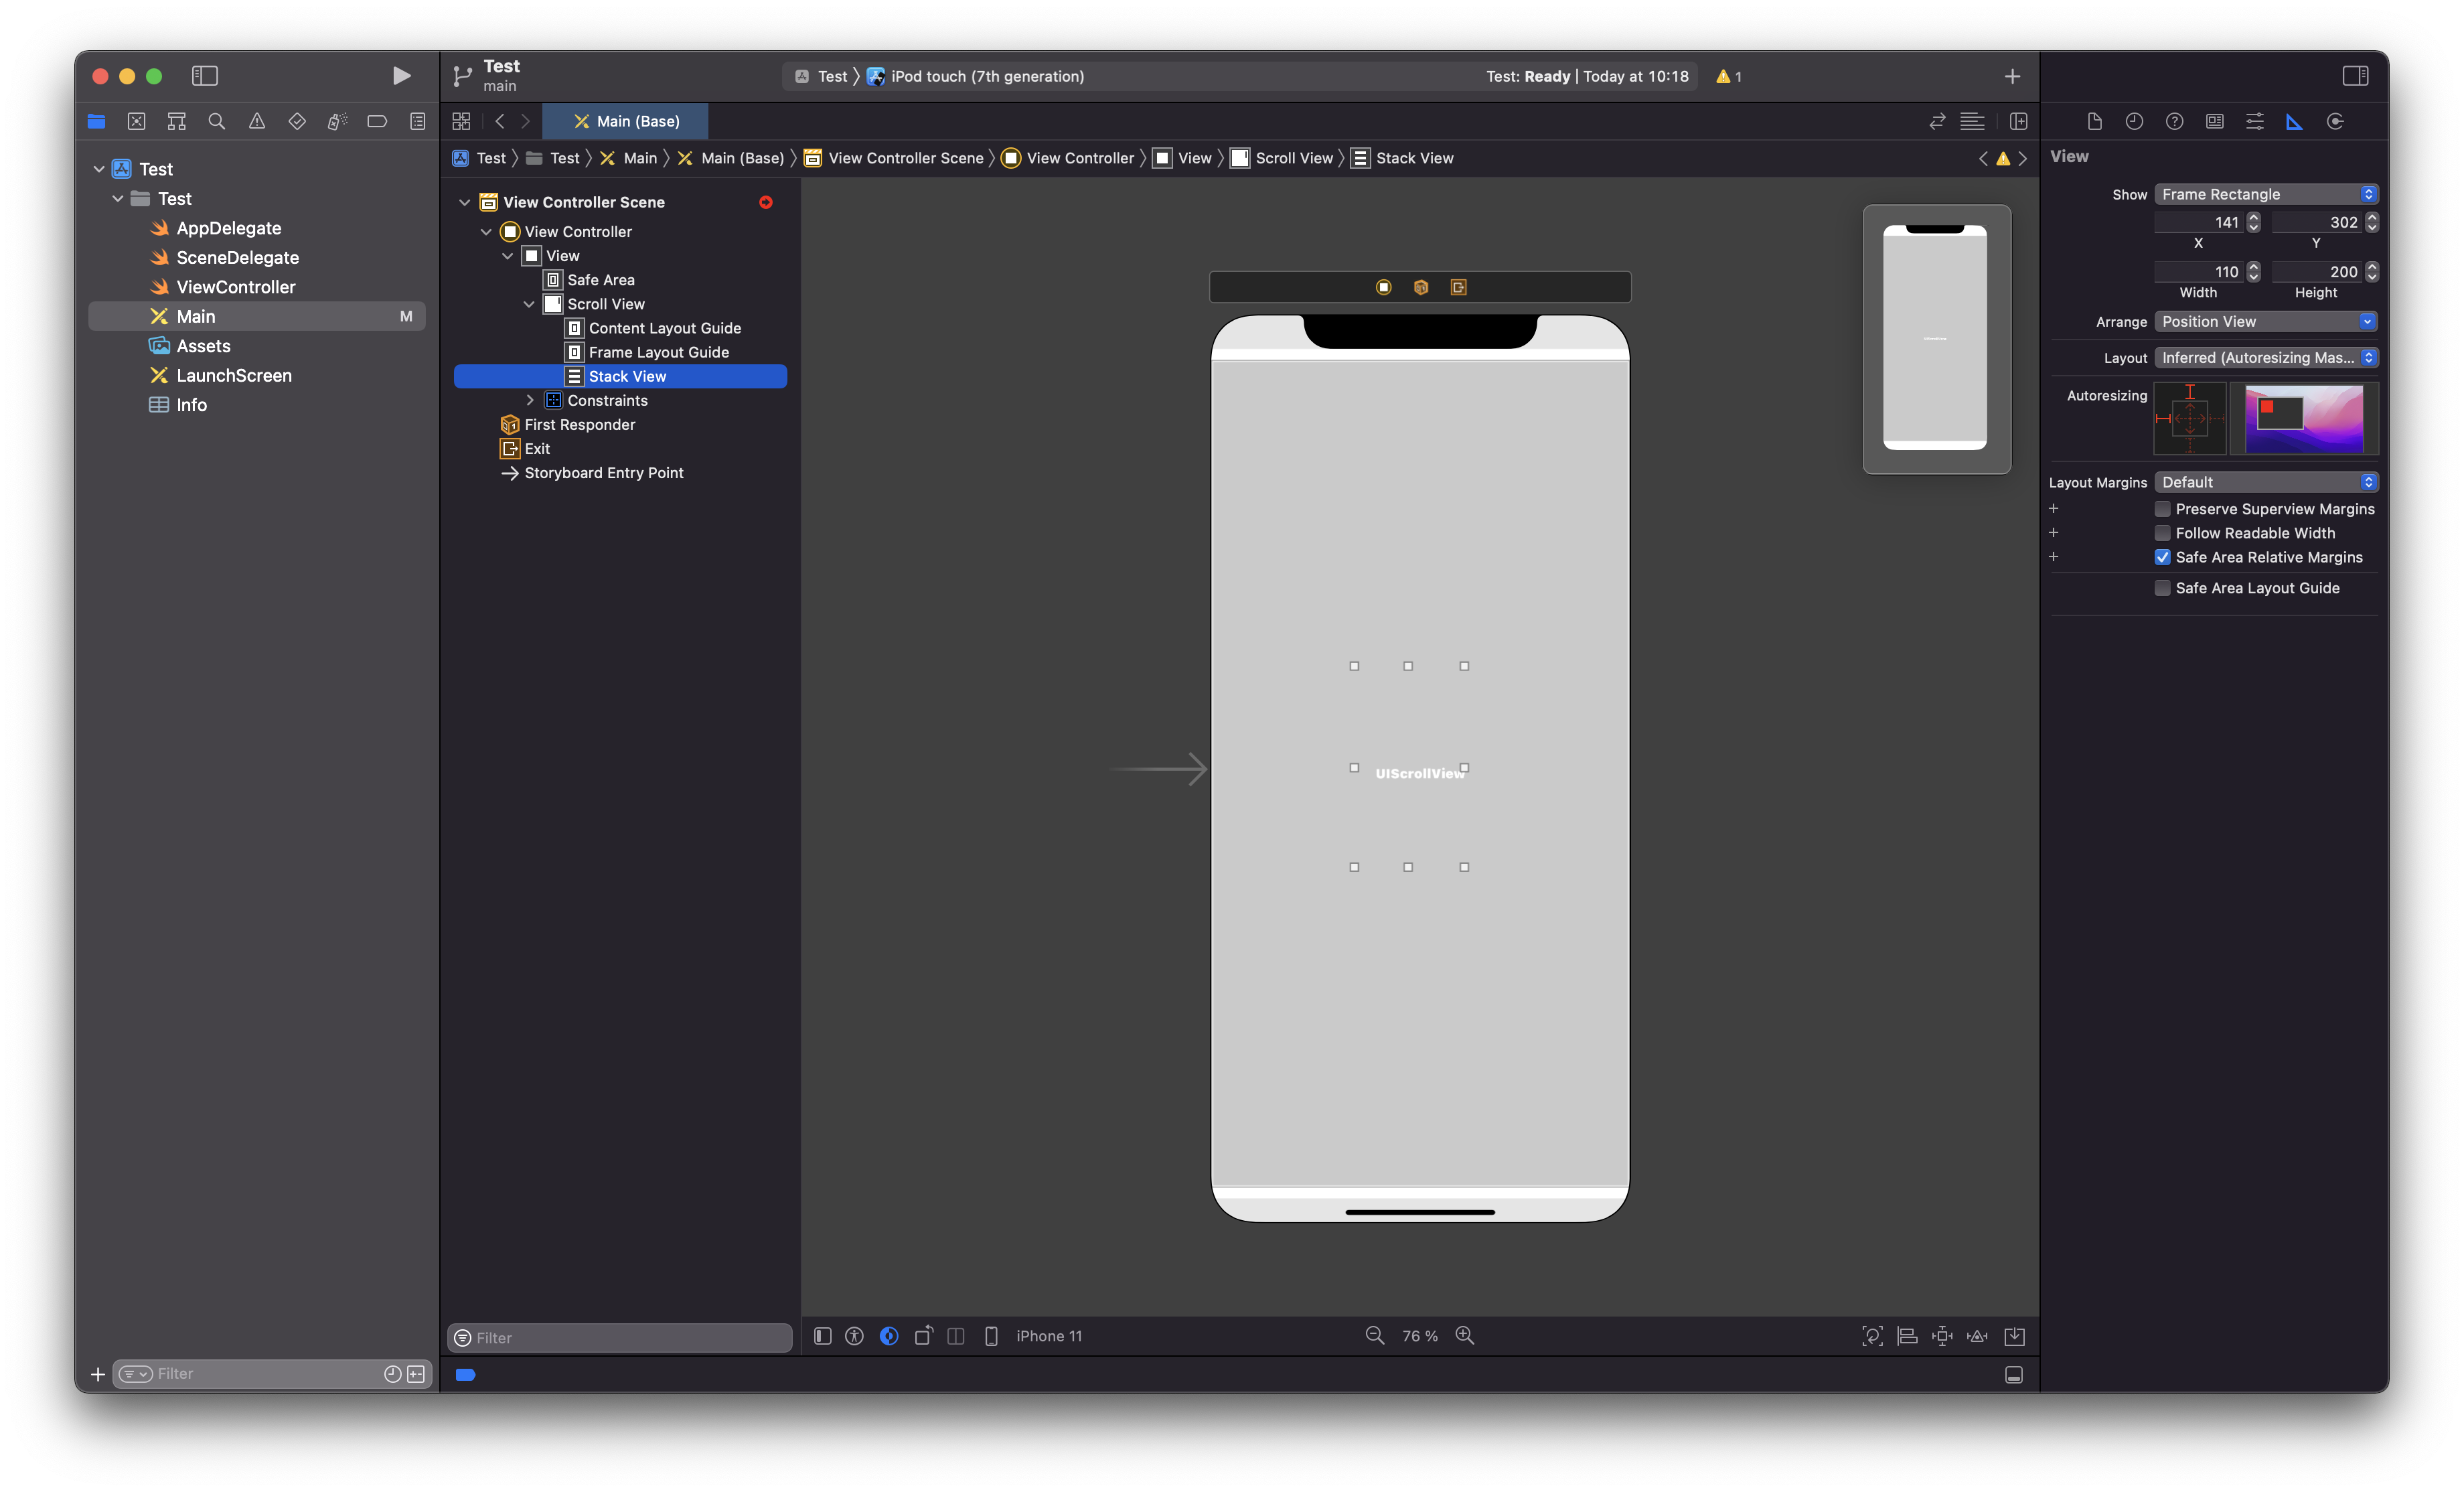 Test
main
Test
iPod touch (7th generation)
Test: Ready | Today at 10:18
1
Main (Base)
Test
Test
Main
Main (Base)
View Controller Scene
View Controller
View
Scroll View
Stack View
Test
Test
AppDelegate
SceneDelegate
ViewController
Main
M
Assets
LaunchScreen
Info
Filter
View Controller Scene
View Controller
View
Safe Area
Scroll View
Content Layout Guide
Frame Layout Guide
Stack View
Constraints
First Responder
Exit
Storyboard Entry Point
Filter
UIScrollView
iPhone 11
76 %
View
Show
Frame Rectangle
141
302
X
Y
110
200
Width
Height
Arrange
Position View
Layout
Inferred (Autoresizing Mas...
Autoresizing
Layout Margins
Default
Preserve Superview Margins
Follow Readable Width
Safe Area Relative Margins
Safe Area Layout Guide